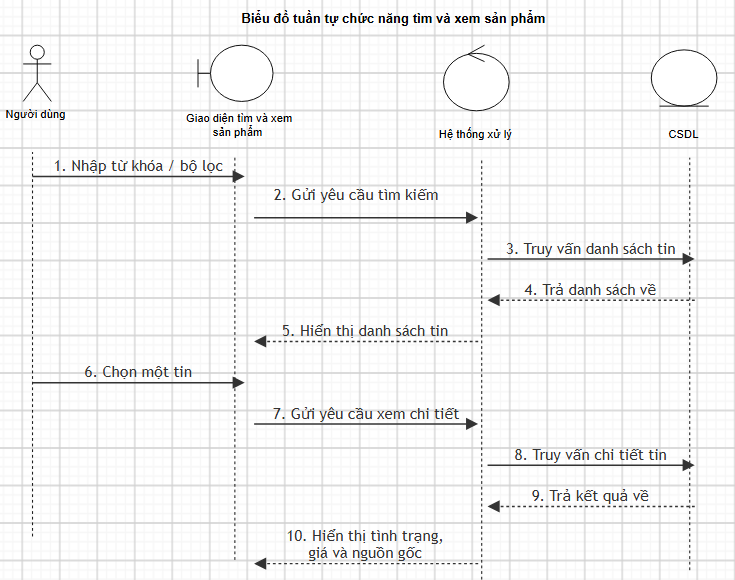 Biểu đồ tuần tự chức năng tìm và xem sản phẩm
Người dùng
Giao diện tìm và xem
sản phẩm
Hệ thống xử lý
CSDL
1. Nhập từ khóa / bộ lọc
2. Gửi yêu cầu tìm kiếm
3. Truy vấn danh sách tin
4. Trả danh sách về
5. Hiển thị danh sách tin
6. Chọn một tin
7. Gửi yêu cầu xem chi tiết
8. Truy vấn chi tiết tin
9. Trả kết quả về
10. Hiển thị tình trạng,
giá và nguồn gốc